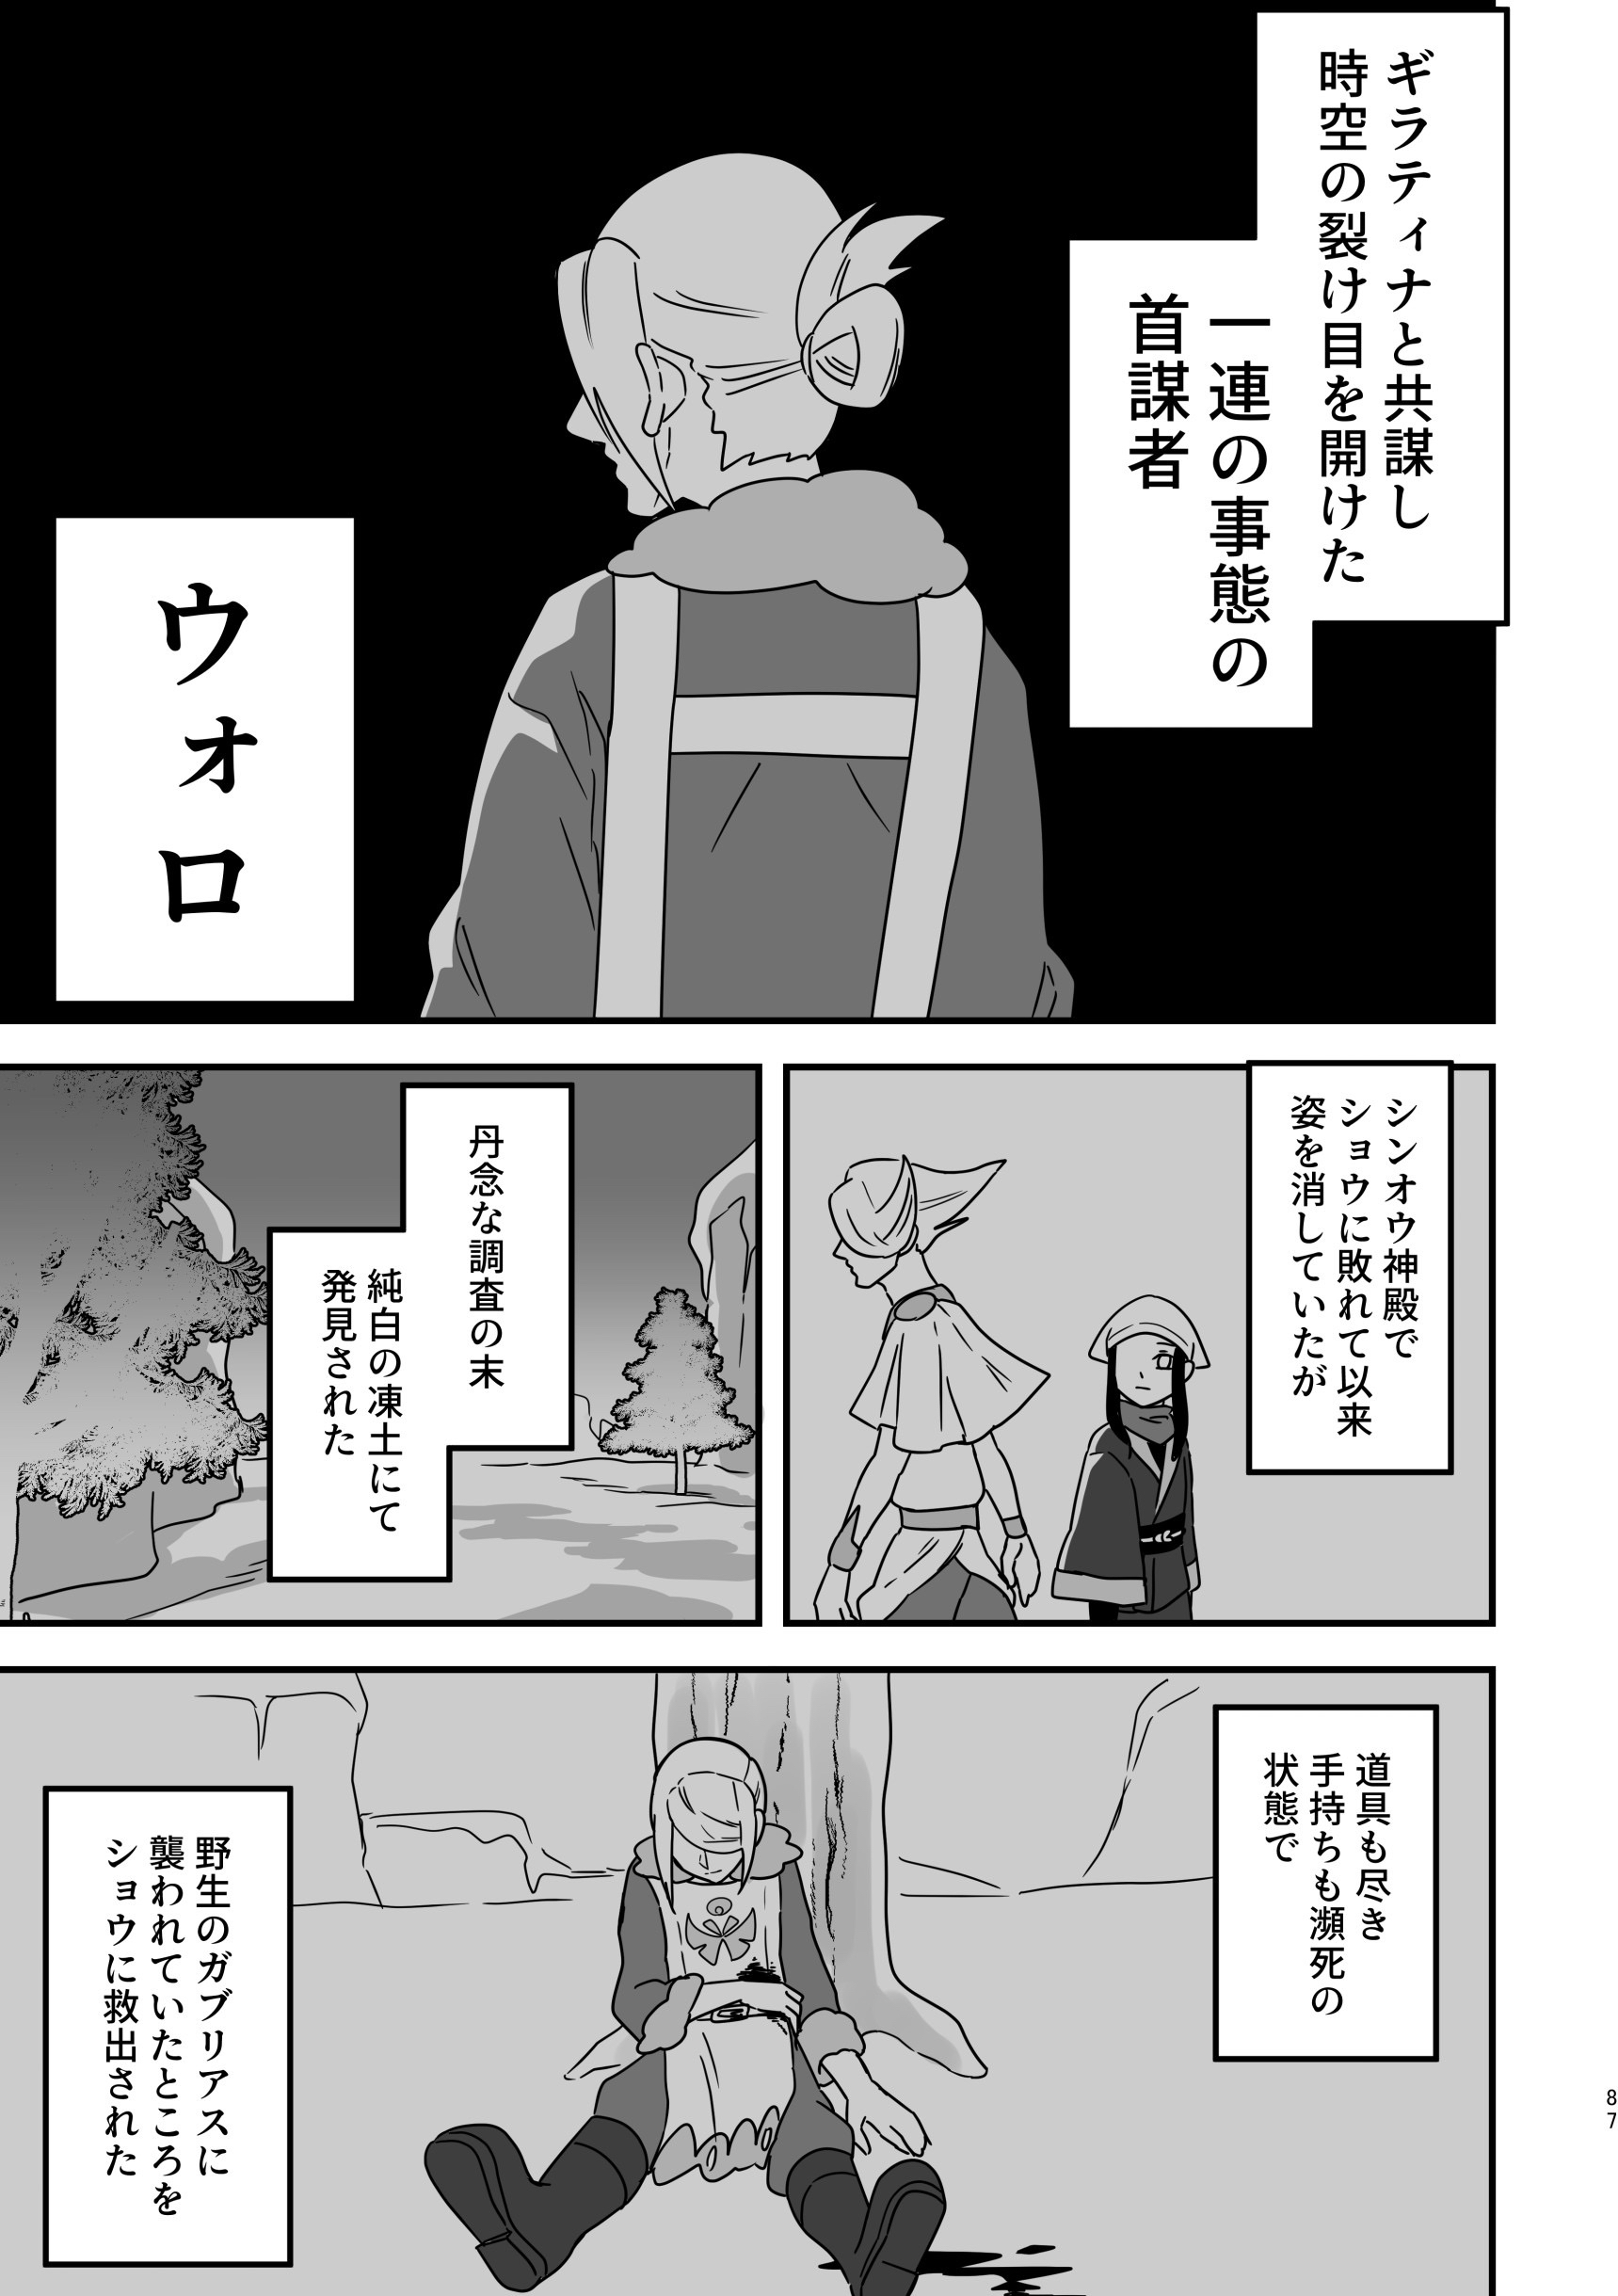 ギラティナと共謀し
時空の裂け目を開けた
一連の事態の
首謀者
ウォロ
シンオウ神殿で
ショウに敗れて以来
姿を消していたが
丹念な調査の末
純白の凍土にて
発見された
道具も尽き
手持ちも瀕死の
状態で
野生のガブリアスに
襲われていたところを
ショウに救出された
87